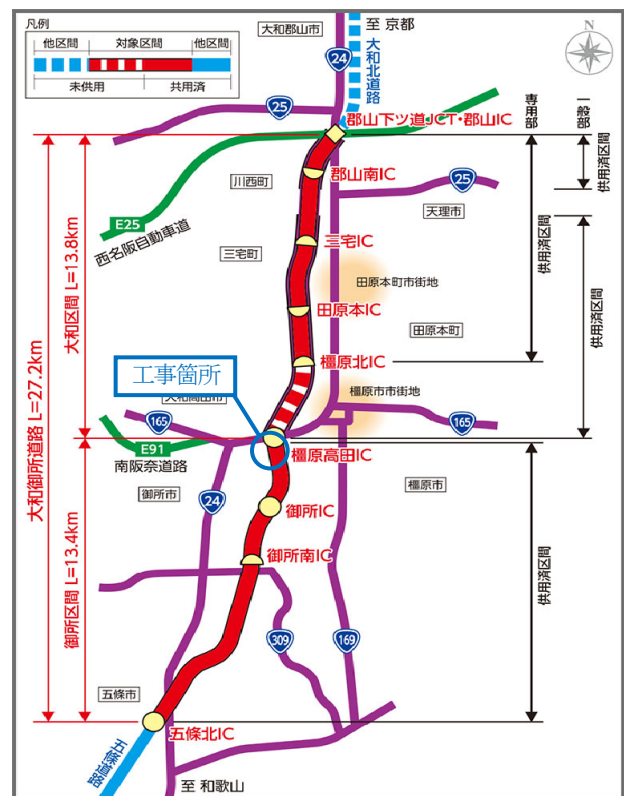 凡例
他区間
対象区間
他区間
未供用
共用済
大和郡山市
至 京都
24
大和北道路
N
25
郡山下ツ道JCT・郡山IC
専用部
一般部
郡山南IC
供用済区間
川西町
25
天理市
E25
西名阪自動車道
三宅町
三宅IC
供用済区間
供用済区間
田原本町市街地
田原本IC
田原本町
大和区間 L=13.8km
大和御所道路 L=27.2km
橿原北IC
工事箇所
大和高田市
橿原市市街地
165
165
E91
南阪奈道路
橿原高田IC
御所市
24
橿原市
御所IC
御所南IC
供用済区間
御所区間 L=13.4km
309
169
五條市
五條北IC
五條道路
至 和歌山